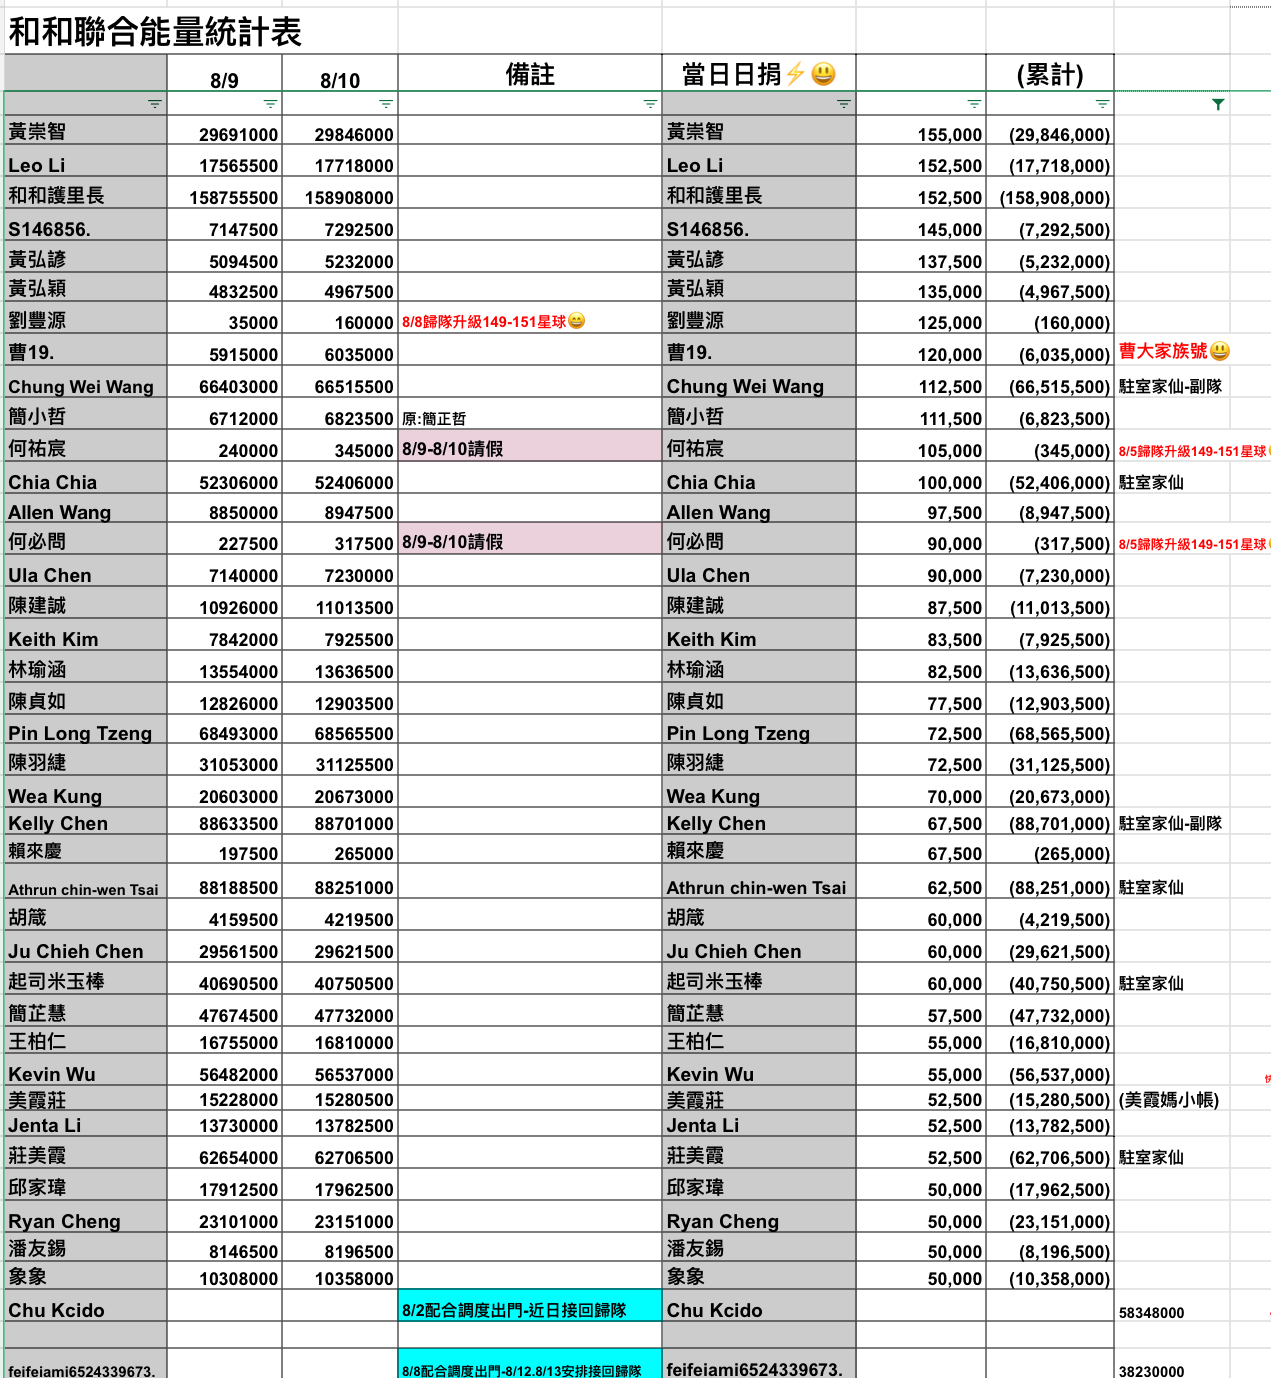 和和聯合能量統計表
8/9 8/10 備註 當日日捐⚡😃 (累計)
黃崇智 29691000 29846000 黃崇智 155,000 (29,846,000)
Leo Li 17565500 17718000 Leo Li 152,500 (17,718,000)
和和護里長 158755500 158908000 和和護里長 152,500 (158,908,000)
S146856. 7147500 7292500 S146856. 145,000 (7,292,500)
黃弘諺 5094500 5232000 黃弘諺 137,500 (5,232,000)
黃弘穎 4832500 4967500 黃弘穎 135,000 (4,967,500)
劉豐源 35000 160000 8/8歸隊升級149-151星球😄 劉豐源 125,000 (160,000)
曹19. 5915000 6035000 曹19. 120,000 (6,035,000) 曹大家族號😃
Chung Wei Wang 66403000 66515500 Chung Wei Wang 112,500 (66,515,500) 駐室家仙-副隊
簡小哲 6712000 6823500 原:簡正哲 簡小哲 111,500 (6,823,500)
何祐宸 240000 345000 8/9-8/10請假 何祐宸 105,000 (345,000) 8/5歸隊升級149-151星球
Chia Chia 52306000 52406000 Chia Chia 100,000 (52,406,000) 駐室家仙
Allen Wang 8850000 8947500 Allen Wang 97,500 (8,947,500)
何必問 227500 317500 8/9-8/10請假 何必問 90,000 (317,500) 8/5歸隊升級149-151星球
Ula Chen 7140000 7230000 Ula Chen 90,000 (7,230,000)
陳建誠 10926000 11013500 陳建誠 87,500 (11,013,500)
Keith Kim 7842000 7925500 Keith Kim 83,500 (7,925,500)
林瑜涵 13554000 13636500 林瑜涵 82,500 (13,636,500)
陳貞如 12826000 12903500 陳貞如 77,500 (12,903,500)
Pin Long Tzeng 68493000 68565500 Pin Long Tzeng 72,500 (68,565,500)
陳羽緁 31053000 31125500 陳羽緁 72,500 (31,125,500)
Wea Kung 20603000 20673000 Wea Kung 70,000 (20,673,000)
Kelly Chen 88633500 88701000 Kelly Chen 67,500 (88,701,000) 駐室家仙-副隊
賴來慶 197500 265000 賴來慶 67,500 (265,000)
Athrun chin-wen Tsai 88188500 88251000 Athrun chin-wen Tsai 62,500 (88,251,000) 駐室家仙
胡箴 4159500 4219500 胡箴 60,000 (4,219,500)
Ju Chieh Chen 29561500 29621500 Ju Chieh Chen 60,000 (29,621,500)
起司米玉棒 40690500 40750500 起司米玉棒 60,000 (40,750,500) 駐室家仙
簡芷慧 47674500 47732000 簡芷慧 57,500 (47,732,000)
王柏仁 16755000 16810000 王柏仁 55,000 (16,810,000)
Kevin Wu 56482000 56537000 Kevin Wu 55,000 (56,537,000)
美霞莊 15228000 15280500 美霞莊 52,500 (15,280,500) (美霞媽小帳)
Jenta Li 13730000 13782500 Jenta Li 52,500 (13,782,500)
莊美霞 62654000 62706500 莊美霞 52,500 (62,706,500) 駐室家仙
邱家瑋 17912500 17962500 邱家瑋 50,000 (17,962,500)
Ryan Cheng 23101000 23151000 Ryan Cheng 50,000 (23,151,000)
潘友錫 8146500 8196500 潘友錫 50,000 (8,196,500)
象象 10308000 10358000 象象 50,000 (10,358,000)
Chu Kcido 8/2配合調度出門-近日接回歸隊 Chu Kcido 58348000
feifeiami6524339673. 8/8配合調度出門-8/12.8/13安排接回歸隊 feifeiami6524339673. 38230000